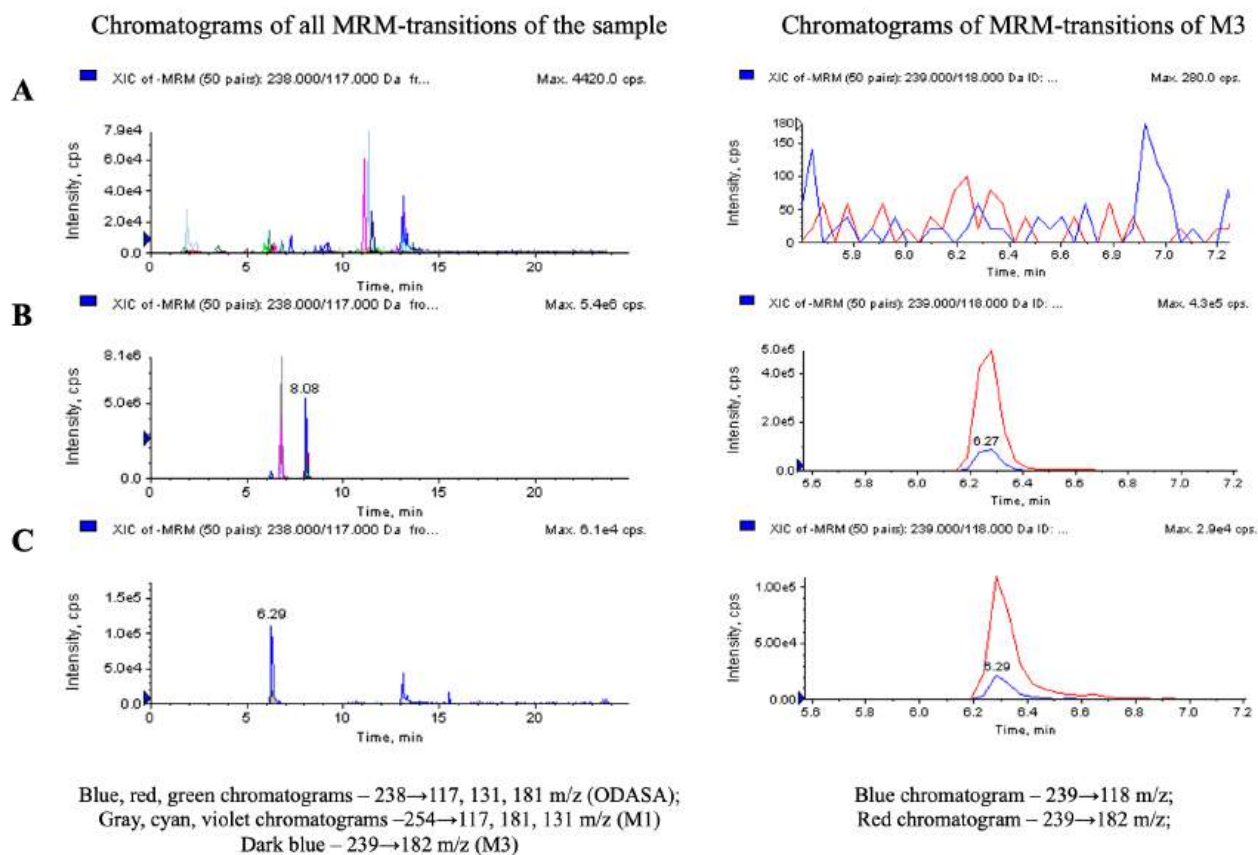 Chromatograms of all MRM-transitions of the sample
Chromatograms of MRM-transitions of M3
A
XIC of -MRM (50 pairs): 238.000/117.000 Da fr... Max. 4420.0 cps.
Intensity, cps
7.9e4
6.0e4
4.0e4
2.0e4
0.0
0 5 10 15 20
Time, min
XIC of -MRM (50 pairs): 239.000/118.000 Da ID: ... Max. 280.0 cps.
Intensity, cps
180
150
100
50
0
5.8 6.0 6.2 6.4 6.6 6.8 7.0 7.2
Time, min
B
XIC of -MRM (50 pairs): 238.000/117.000 Da fro... Max. 5.4e6 cps.
Intensity, cps
8.1e6
5.0e6
0.0
8.08
0 5 10 15 20
Time, min
XIC of -MRM (50 pairs): 239.000/118.000 Da ID: ... Max. 4.3e5 cps.
Intensity, cps
5.0e5
4.0e5
2.0e5
0.0
6.27
5.6 5.8 6.0 6.2 6.4 6.6 6.8 7.0 7.2
Time, min
C
XIC of -MRM (50 pairs): 238.000/117.000 Da fro... Max. 6.1e4 cps.
Intensity, cps
1.5e5
1.0e5
5.0e4
0.0
6.29
0 5 10 15 20
Time, min
XIC of -MRM (50 pairs): 239.000/118.000 Da ID: ... Max. 2.9e4 cps.
Intensity, cps
1.00e5
5.00e4
0.00
6.29
5.6 5.8 6.0 6.2 6.4 6.6 6.8 7.0 7.2
Time, min
Blue, red, green chromatograms – 238→117, 131, 181 m/z (ODASA);
Gray, cyan, violet chromatograms –254→117, 181, 131 m/z (M1)
Dark blue – 239→182 m/z (M3)
Blue chromatogram – 239→118 m/z;
Red chromatogram – 239→182 m/z;